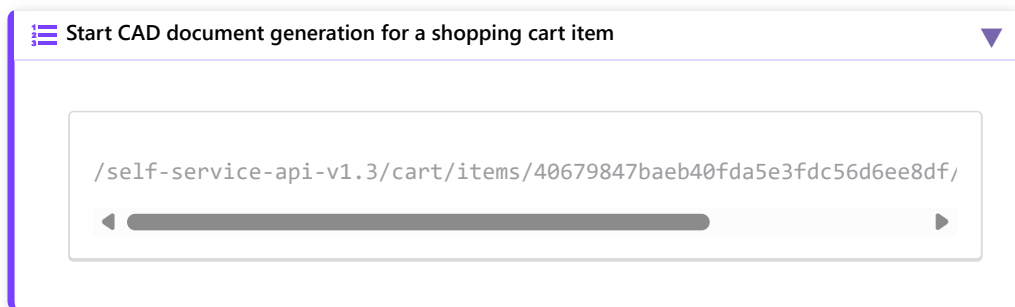 Start CAD document generation for a shopping cart item
/self-service-api-v1.3/cart/items/40679847baeb40fda5e3fdc56d6ee8df/